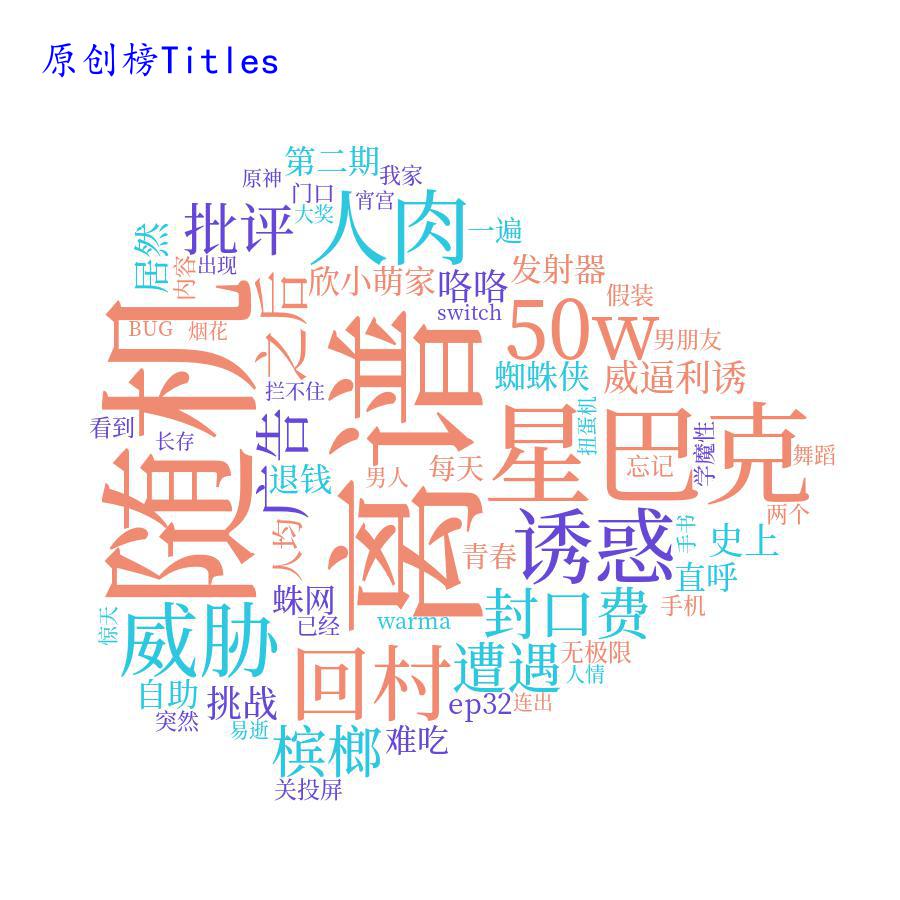 原创榜Titles
第二期
原神
我家
门口
宵宫
大奖
人肉
批评
一遍
居然
出现
内容
欣小萌家
咯咯
发射器
之后
switch
假装
50w
随机
BUG
烟花
男朋友
离谱
蜘蛛侠
威逼利诱
拦不住
扭蛋机
星巴克
看到
长存
广告
学魔性
舞蹈
退钱
男人
每天
忘记
两个
诱惑
手书
史上
人均
青春
直呼
蛛网
封口费
手机
惊天
已经
warma
威胁
回村
遭遇
无极限
人情
自助
挑战
ep32
连出
突然
易逝
槟榔
难吃
关投屏